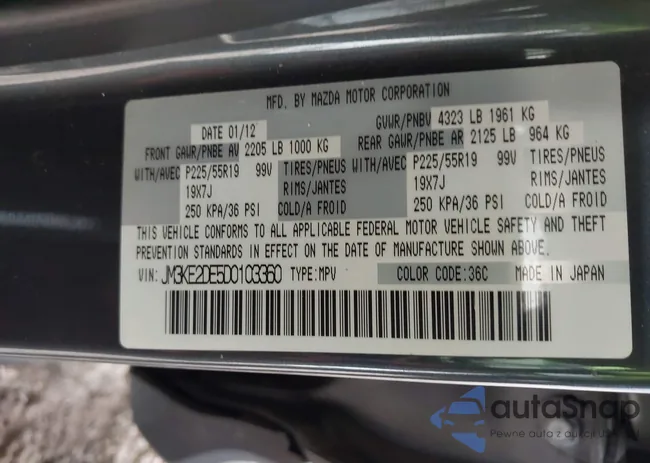 MFD. BY MAZDA MOTOR CORPORATION
DATE 01/12 GVWR/PNBV 4323 LB 1961 KG
FRONT GAWR/PNBE AV 2205 LB 1000 KG REAR GAWR/PNBE AR 2125 LB 964 KG
WITH/AVEC P225/55R19 99V TIRES/PNEUS WITH/AVEC P225/55R19 99V TIRES/PNEUS
19X7J RIMS/JANTES 19X7J RIMS/JANTES
250 KPA/36 PSI COLD/A FROID 250 KPA/36 PSI COLD/A FROID
THIS VEHICLE CONFORMS TO ALL APPLICABLE FEDERAL MOTOR VEHICLE SAFETY AND THEFT
PREVENTION STANDARDS IN EFFECT ON THE DATE OF MANUFACTURE SHOWN ABOVE.
VIN: JM3KE2DE5D0103360 TYPE:MPV COLOR CODE:36C MADE IN JAPAN
autoSnap
Pewne auta z aukcji USA